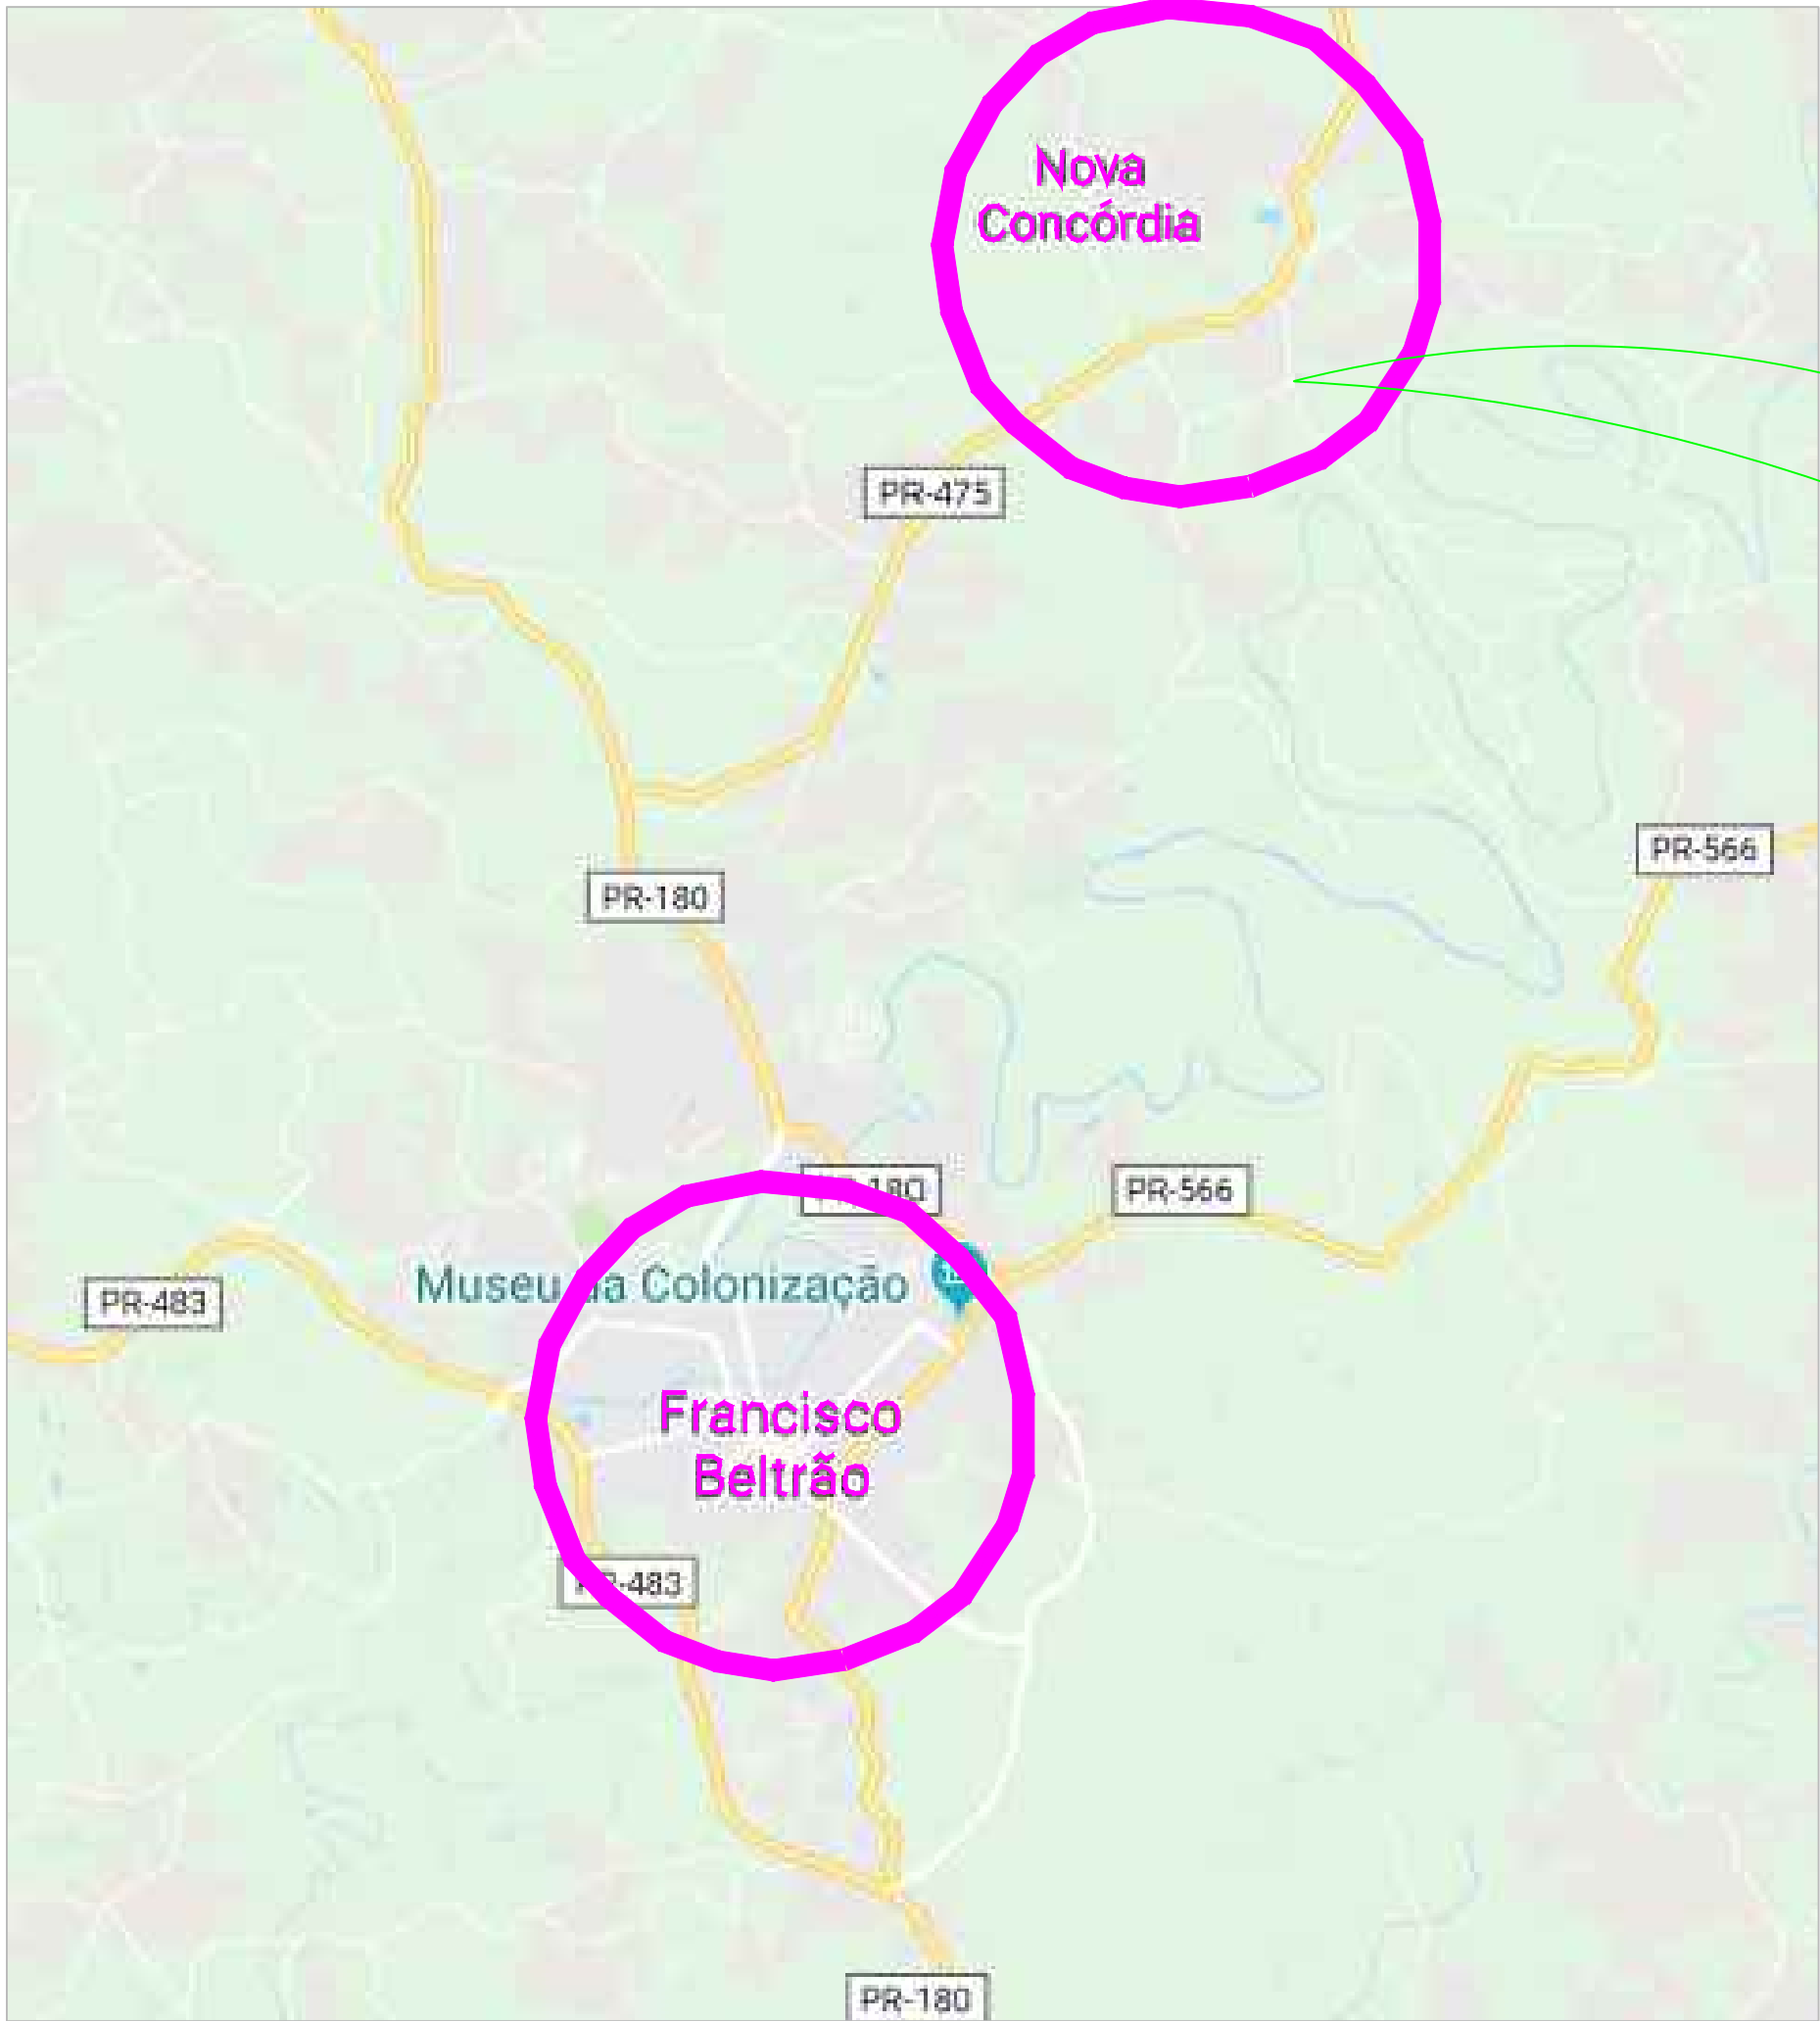 Nova
Concórdia
PR-475
PR-566
PR-180
PR-180
PR-566
Museu da Colonização
PR-483
Francisco
Beltrão
PR-483
PR-180